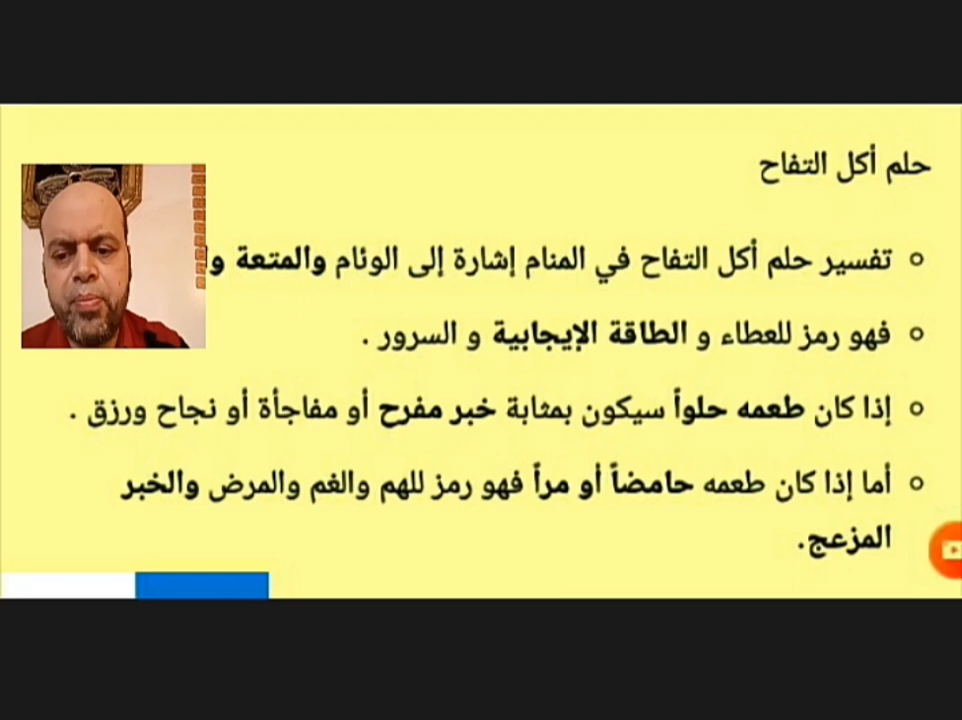 حلم أكل التفاح
تفسير حلم أكل التفاح في المنام إشارة إلى الوئام والمتعة
فهو رمز للعطاء و الطاقة الإيجابية و السرور .
إذا كان طعمه حلواً سيكون بمثابة خبر مفرح أو مفاجأة أو نجاح ورزق .
أما إذا كان طعمه حامضاً أو مراً فهو رمز للهم والغم والمرض والخبر
المزعج.